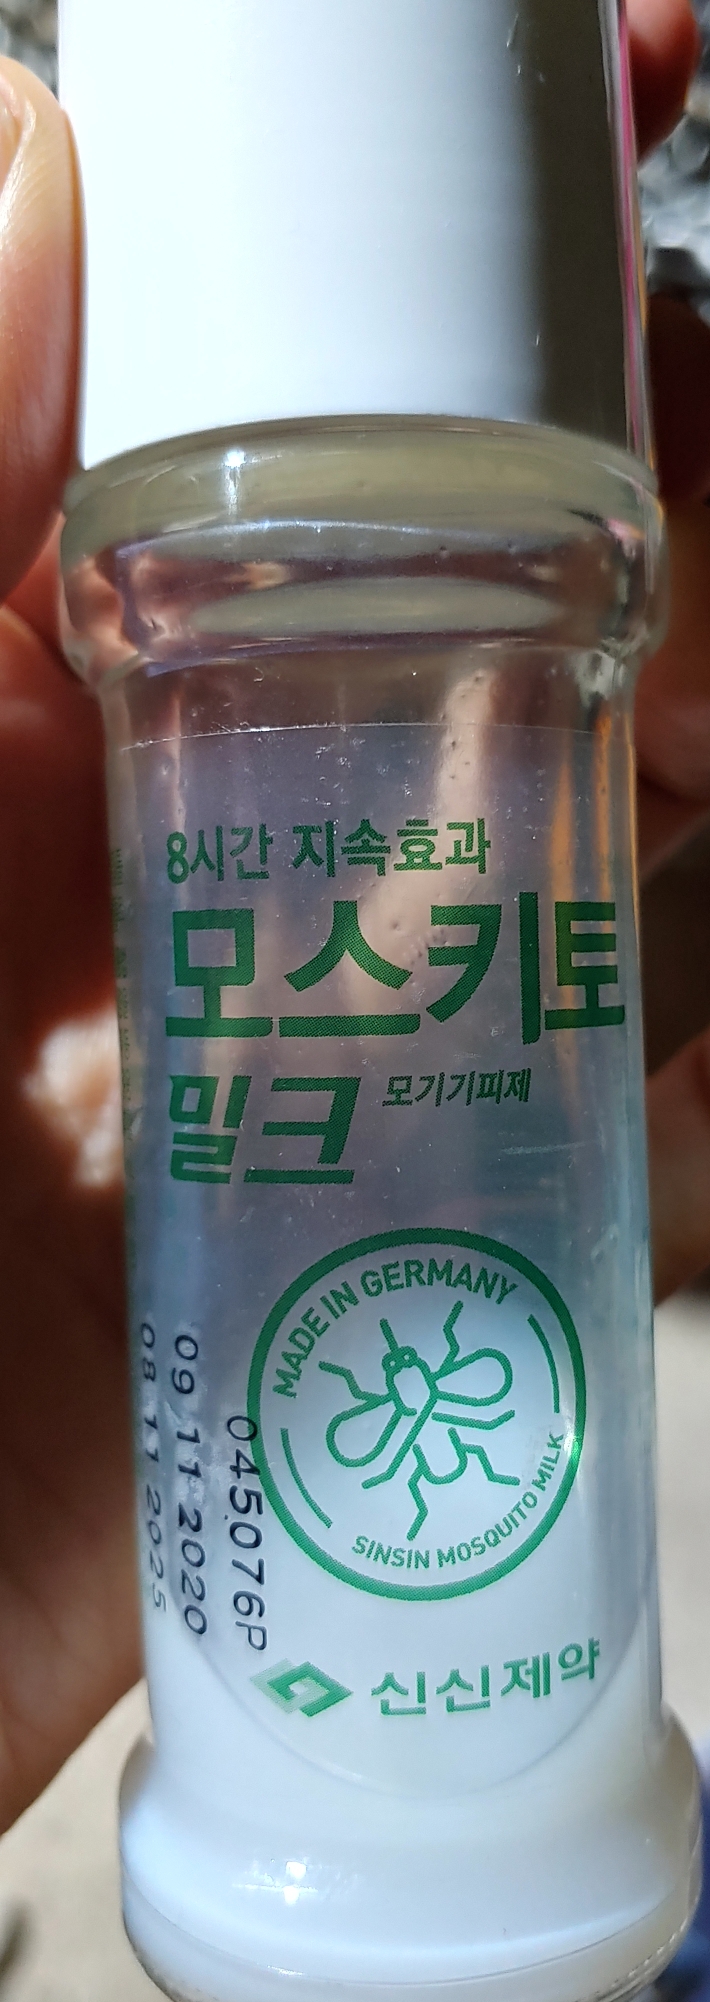 8시간 지속효과
모스키토
밀크 모기기피제
MADE IN GERMANY
SINSIN MOSQUITO MILK
045076P
09 11 2020
08 11 2025
신신제약